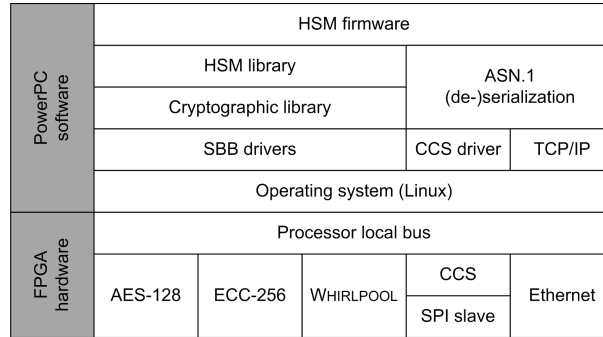 PowerPC
software
HSM firmware
HSM library
ASN.1
(de-)serialization
Cryptographic library
SBB drivers
CCS driver
TCP/IP
Operating system (Linux)
FPGA
hardware
Processor local bus
AES-128
ECC-256
WHIRLPOOL
CCS
SPI slave
Ethernet